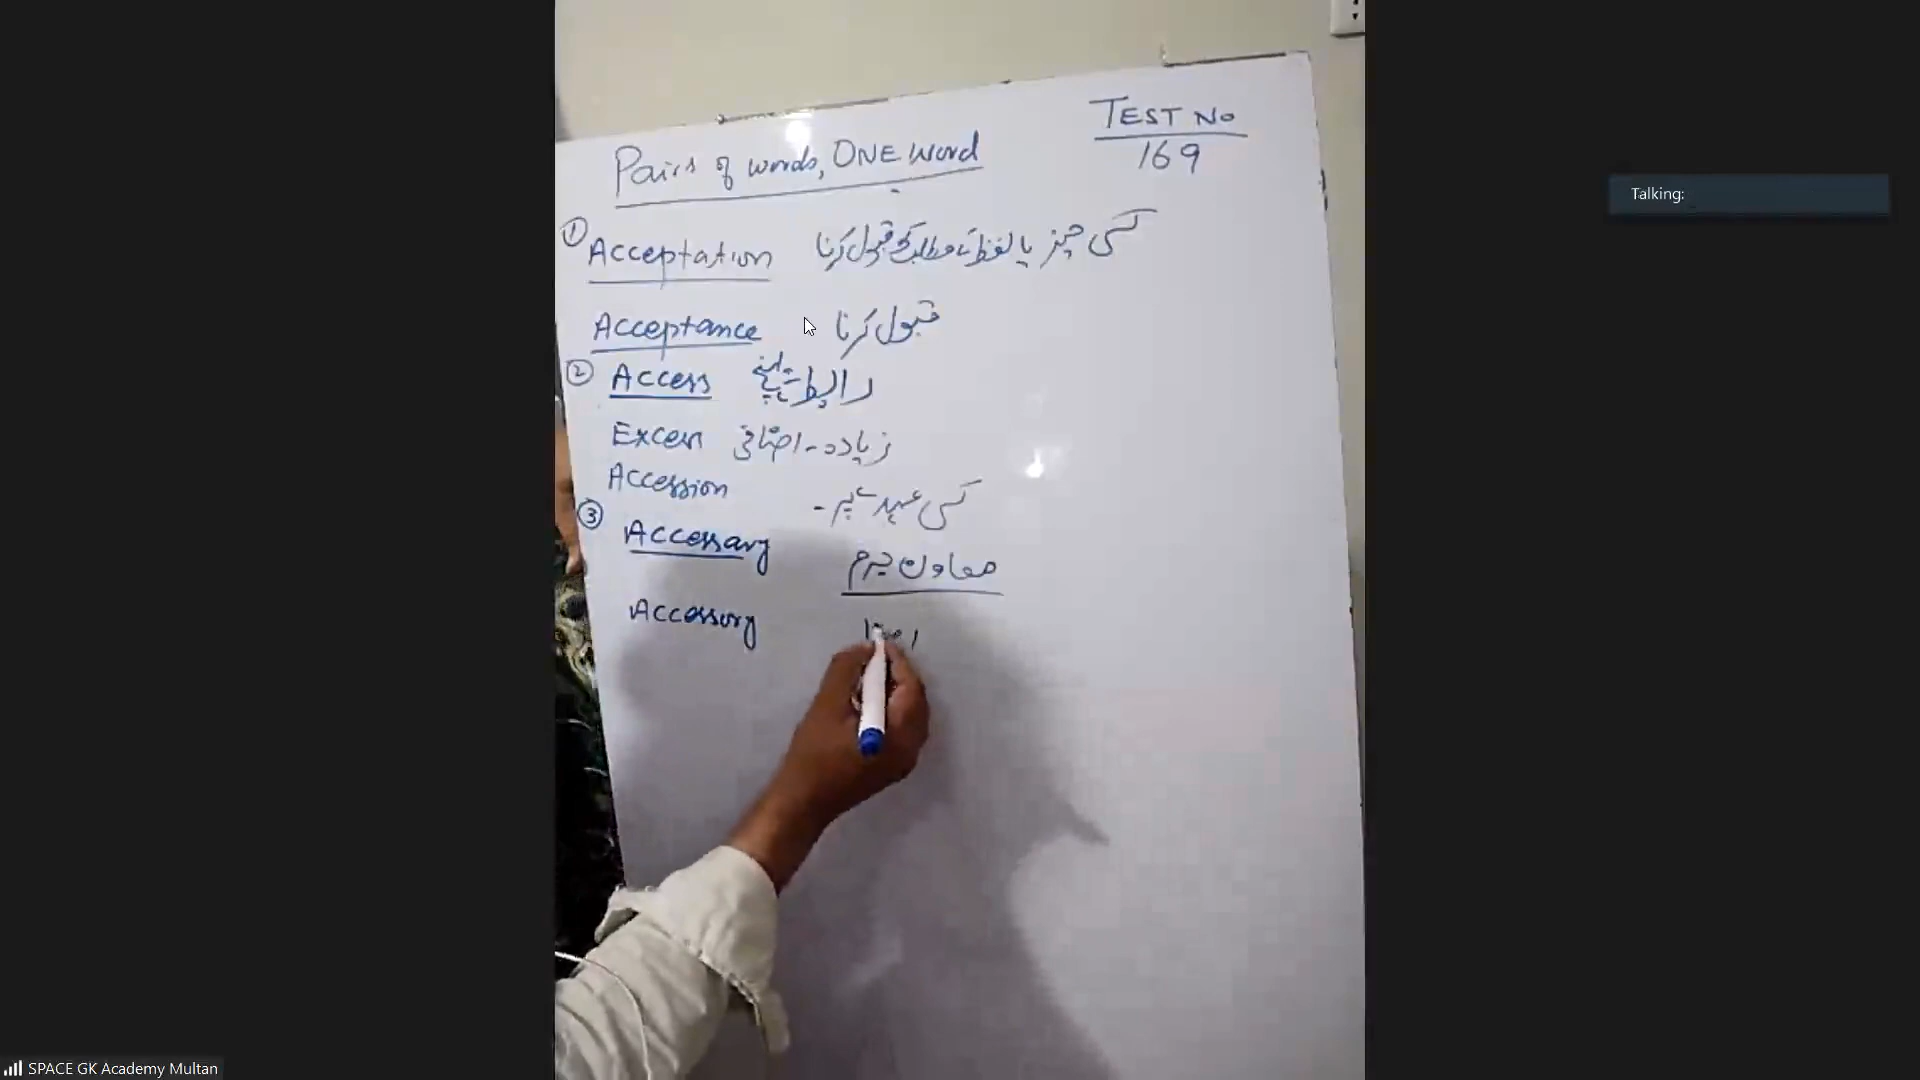 Pairs of words, ONE Word
TEST No
169
① Acceptation کسی چیز یا لفظ کا مطلب قبول کرنا
Acceptance قبول کرنا
② Access رابطہ پہنچ
Excess زیادہ - اضافی
Accession کسی عہدے پر -
③ Accessary معاون جرم
Accessory
Talking:
SPACE GK Academy Multan